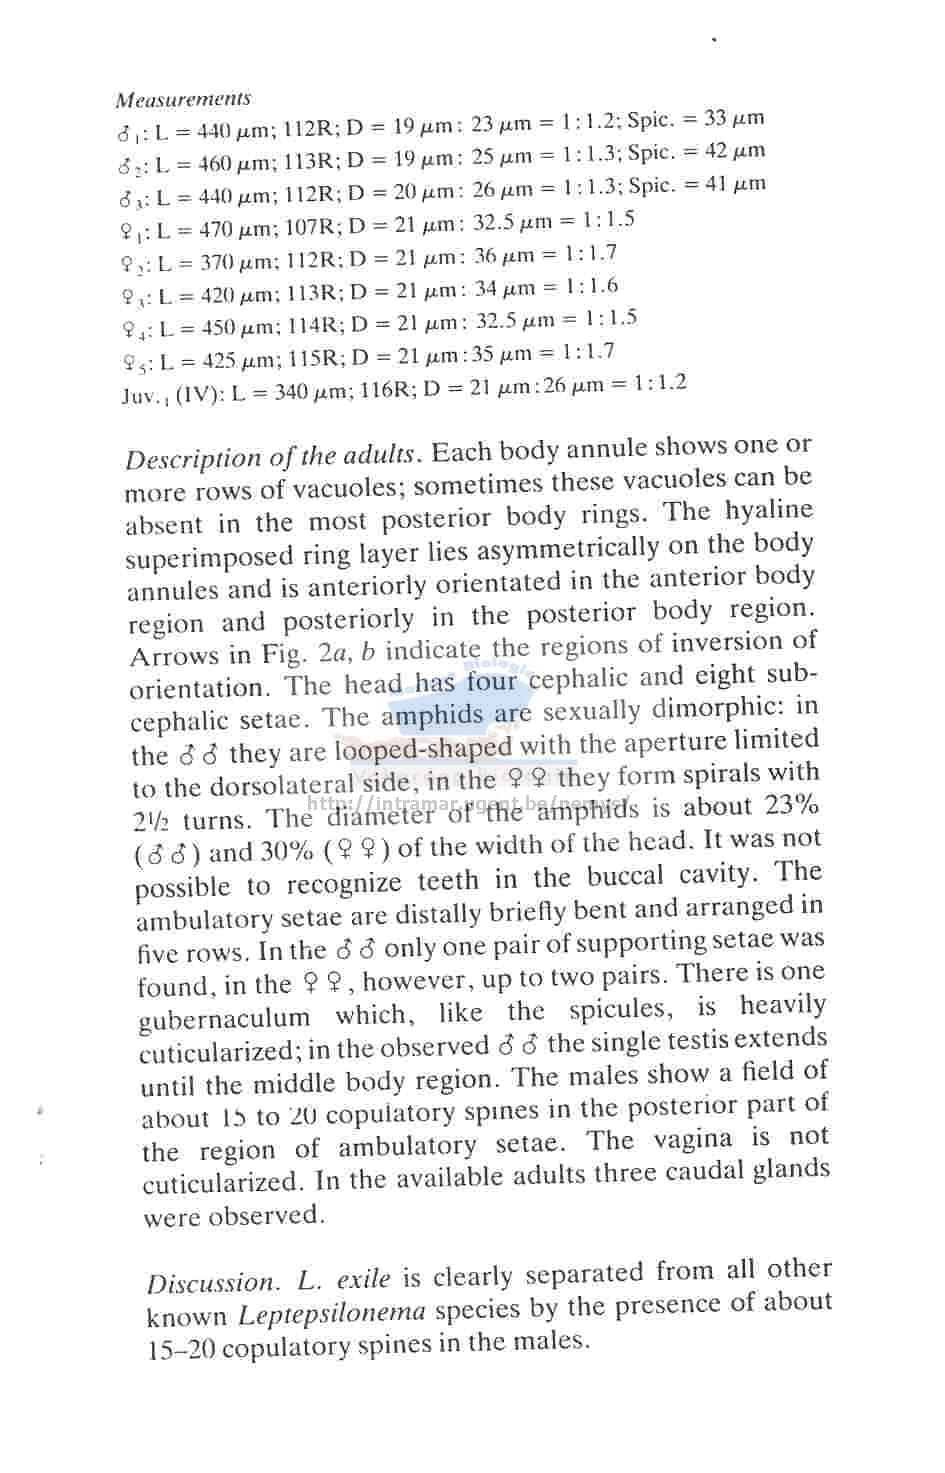 Measurements
♂₁: L = 440 μm; 112R; D = 19 μm: 23 μm = 1:1.2; Spic. = 33 μm
♂₂: L = 460 μm; 113R; D = 19 μm: 25 μm = 1:1.3; Spic. = 42 μm
♂₃: L = 440 μm; 112R; D = 20 μm: 26 μm = 1:1.3; Spic. = 41 μm
♀₁: L = 470 μm; 107R; D = 21 μm: 32.5 μm = 1:1.5
♀₂: L = 370 μm; 112R; D = 21 μm: 36 μm = 1:1.7
♀₃: L = 420 μm; 113R; D = 21 μm: 34 μm = 1:1.6
♀₄: L = 450 μm; 114R; D = 21 μm: 32.5 μm = 1:1.5
♀₅: L = 425 μm; 115R; D = 21 μm:35 μm = 1:1.7
Juv.₁ (IV): L = 340 μm; 116R; D = 21 μm:26 μm = 1:1.2
Description of the adults. Each body annule shows one or
more rows of vacuoles; sometimes these vacuoles can be
absent in the most posterior body rings. The hyaline
superimposed ring layer lies asymmetrically on the body
annules and is anteriorly orientated in the anterior body
region and posteriorly in the posterior body region.
Arrows in Fig. 2a, b indicate the regions of inversion of
orientation. The head has four cephalic and eight sub-
cephalic setae. The amphids are sexually dimorphic: in
the ♂♂ they are looped-shaped with the aperture limited
to the dorsolateral side, in the ♀♀ they form spirals with
2½ turns. The diameter of the amphids is about 23%
(♂♂) and 30% (♀♀) of the width of the head. It was not
possible to recognize teeth in the buccal cavity. The
ambulatory setae are distally briefly bent and arranged in
five rows. In the ♂♂ only one pair of supporting setae was
found, in the ♀♀, however, up to two pairs. There is one
gubernaculum which, like the spicules, is heavily
cuticularized; in the observed ♂♂ the single testis extends
until the middle body region. The males show a field of
about 15 to 20 copulatory spines in the posterior part of
the region of ambulatory setae. The vagina is not
cuticularized. In the available adults three caudal glands
were observed.
Discussion. L. exile is clearly separated from all other
known Leptepsilonema species by the presence of about
15–20 copulatory spines in the males.
http://intramar.ugent.be/nemys/